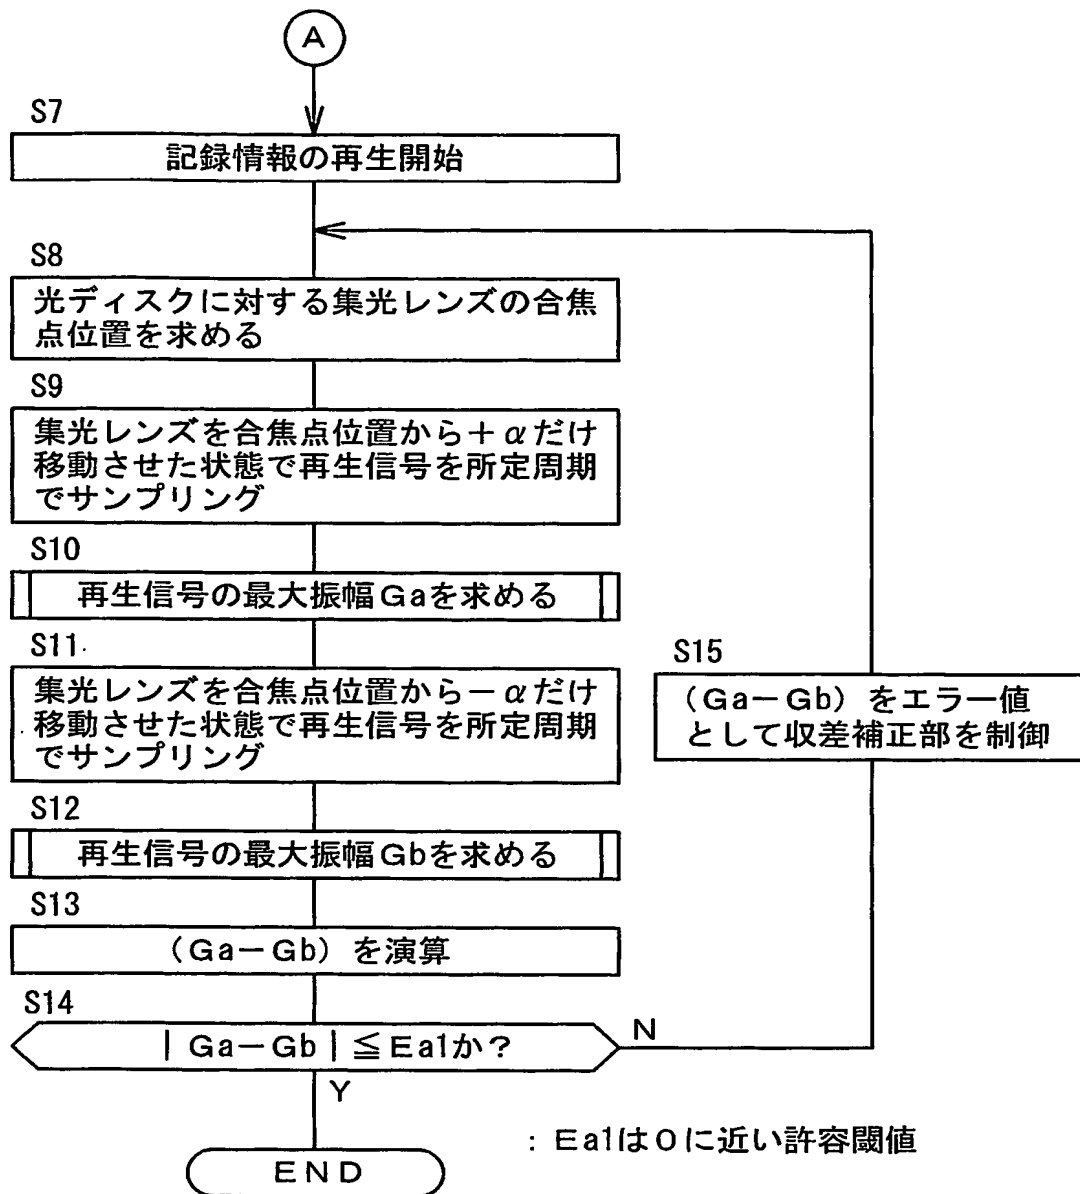 A
S7
記録情報の再生開始
S8
光ディスクに対する集光レンズの合焦
点位置を求める
S9
集光レンズを合焦点位置から+αだけ
移動させた状態で再生信号を所定周期
でサンプリング
S10
再生信号の最大振幅Gaを求める
S11
集光レンズを合焦点位置から-αだけ
移動させた状態で再生信号を所定周期
でサンプリング
S15
(Ga-Gb)をエラー値
として収差補正部を制御
S12
再生信号の最大振幅Gbを求める
S13
(Ga-Gb)を演算
S14
|Ga-Gb|≦Ea1か?
N
Y
:Ea1は0に近い許容閾値
END